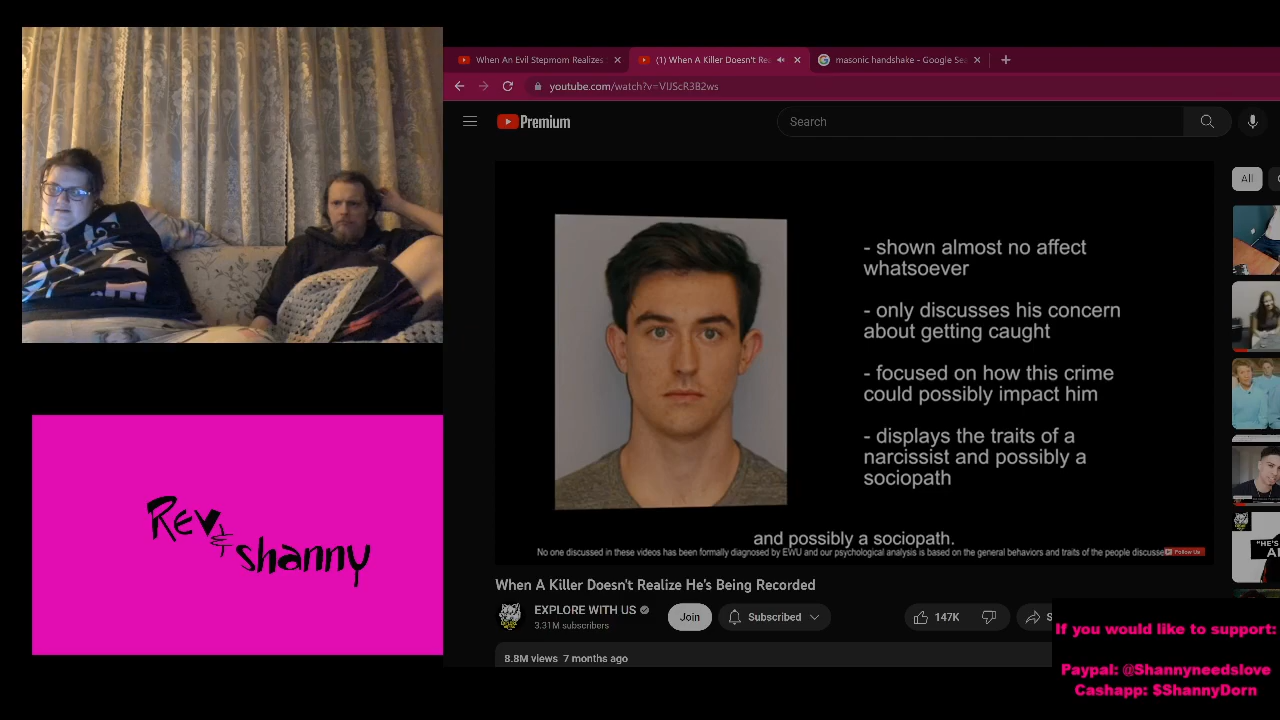 When An Evil Stepmom Realizes
(1) When A Killer Doesn't Re
masonic handshake - Google Se
youtube.com/watch?v=VlJScR3B2ws
Premium
Search
All
- shown almost no affect
whatsoever
- only discusses his concern
about getting caught
- focused on how this crime
could possibly impact him
- displays the traits of a
narcissist and possibly a
sociopath
and possibly a sociopath.
No one discussed in these videos has been formally diagnosed by EWU and our psychological analysis is based on the general behaviors and traits of the people discusse
Follow Us
When A Killer Doesn't Realize He's Being Recorded
EXPLORE WITH US
3.31M subscribers
Join
Subscribed
147K
S
8.8M views 7 months ago
"HE'S
Rev
&
Shanny
If you would like to support:
Paypal: @Shannyneedslove
Cashapp: $ShannyDorn